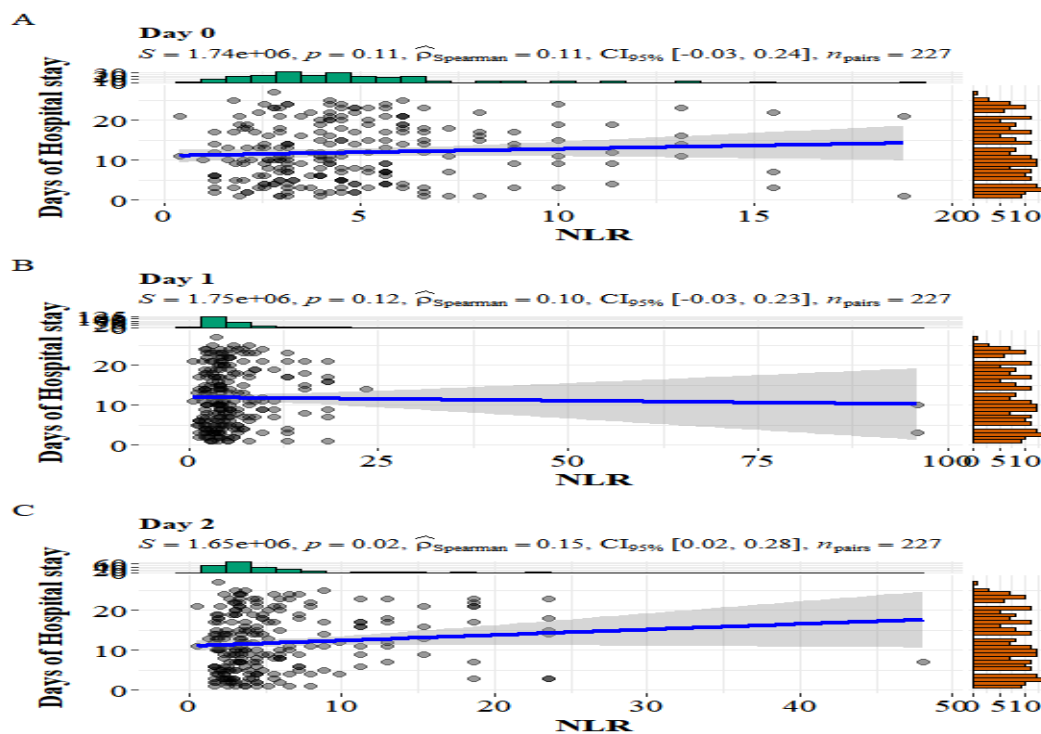 A
Day 0
S = 1.74e+06, p = 0.11, ρ̂Spearman = 0.11, CI95% [-0.03, 0.24], npairs = 227
Days of Hospital stay
20
10
0
0 5 10 15 20
0 5 10
NLR
B
Day 1
S = 1.75e+06, p = 0.12, ρ̂Spearman = 0.10, CI95% [-0.03, 0.23], npairs = 227
Days of Hospital stay
20
10
0
0 25 50 75 100
0 5 10
NLR
C
Day 2
S = 1.65e+06, p = 0.02, ρ̂Spearman = 0.15, CI95% [0.02, 0.28], npairs = 227
Days of Hospital stay
20
10
0
0 10 20 30 40 50
0 5 10
NLR